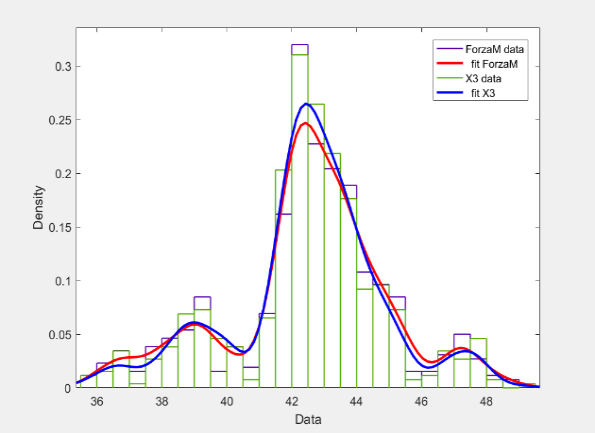 ForzaM data
fit ForzaM
X3 data
fit X3
0.3
0.25
0.2
0.15
0.1
0.05
0
Density
36 38 40 42 44 46 48
Data